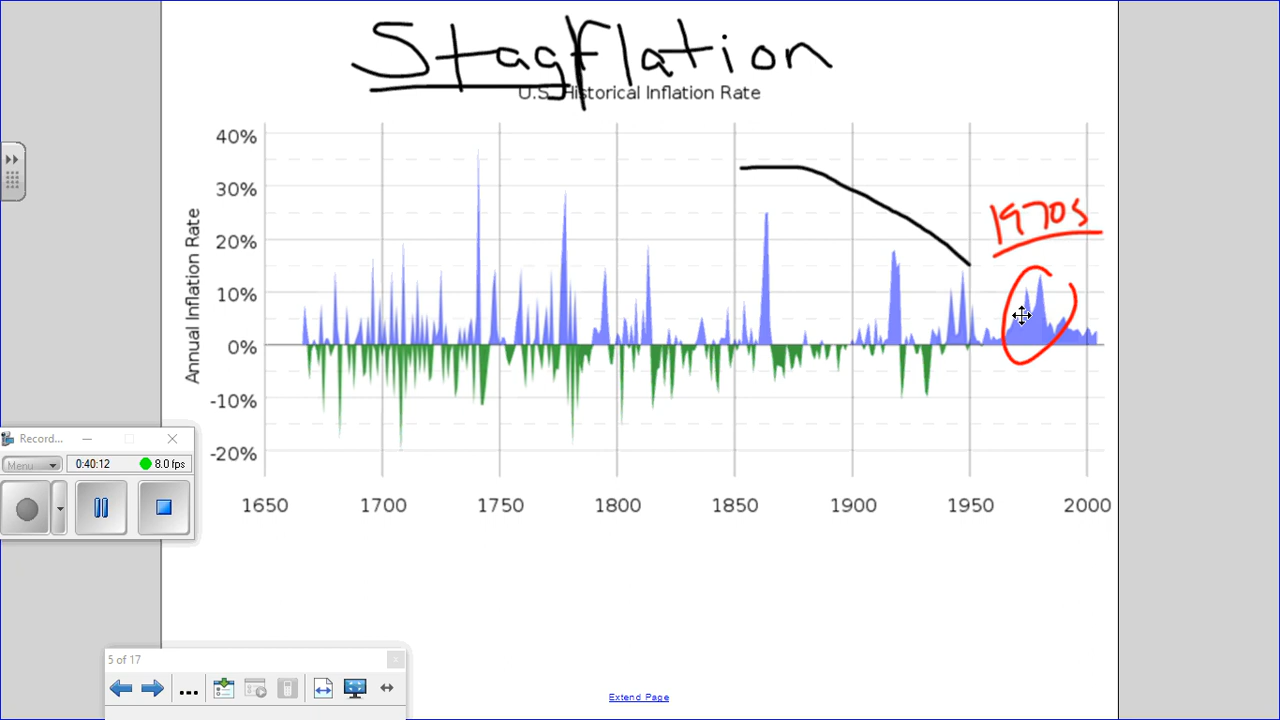 Stagflation
U.S. Historical Inflation Rate
40%
30%
1970s
20%
10%
0%
-10%
-20%
Annual Inflation Rate
1650 1700 1750 1800 1850 1900 1950 2000
Record...
Menu 0:40:12 8.0 fps
5 of 17
Extend Page